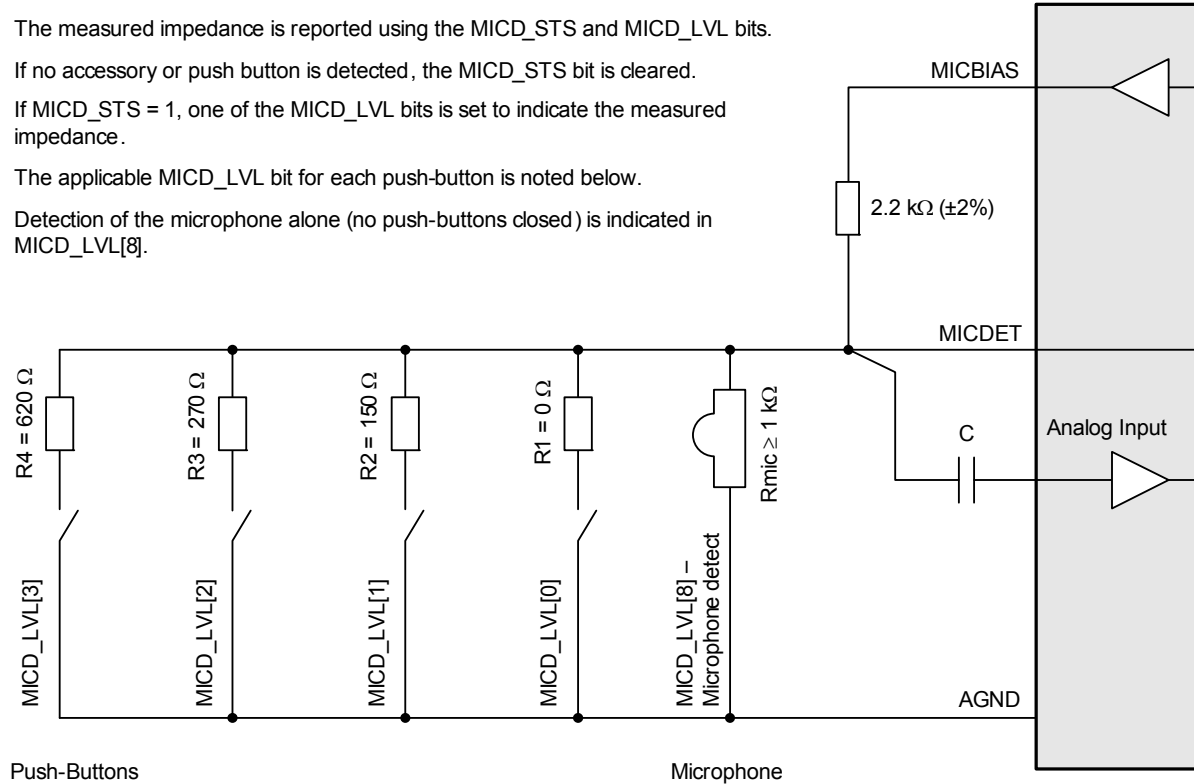 The measured impedance is reported using the MICD_STS and MICD_LVL bits.
If no accessory or push button is detected, the MICD_STS bit is cleared.
If MICD_STS = 1, one of the MICD_LVL bits is set to indicate the measured
impedance.
The applicable MICD_LVL bit for each push-button is noted below.
Detection of the microphone alone (no push-buttons closed) is indicated in
MICD_LVL[8].
MICBIAS
2.2 kΩ (±2%)
MICDET
R4 = 620 Ω
R3 = 270 Ω
R2 = 150 Ω
R1 = 0 Ω
Rmic ≥ 1 kΩ
C
Analog Input
MICD_LVL[3]
MICD_LVL[2]
MICD_LVL[1]
MICD_LVL[0]
MICD_LVL[8] –
Microphone detect
AGND
Push-Buttons
Microphone